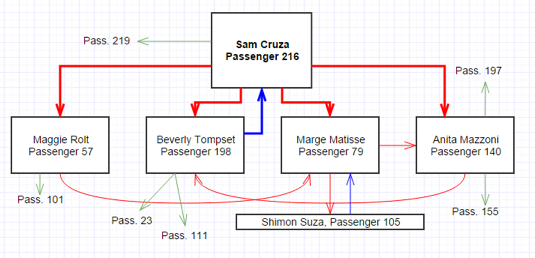 Pass. 219
Sam Cruza
Passenger 216
Pass. 197
Maggie Rolt
Passenger 57
Beverly Tompset
Passenger 198
Marge Matisse
Passenger 79
Anita Mazzoni
Passenger 140
Pass. 101
Pass. 23
Pass. 111
Shimon Suza, Passenger 105
Pass. 155